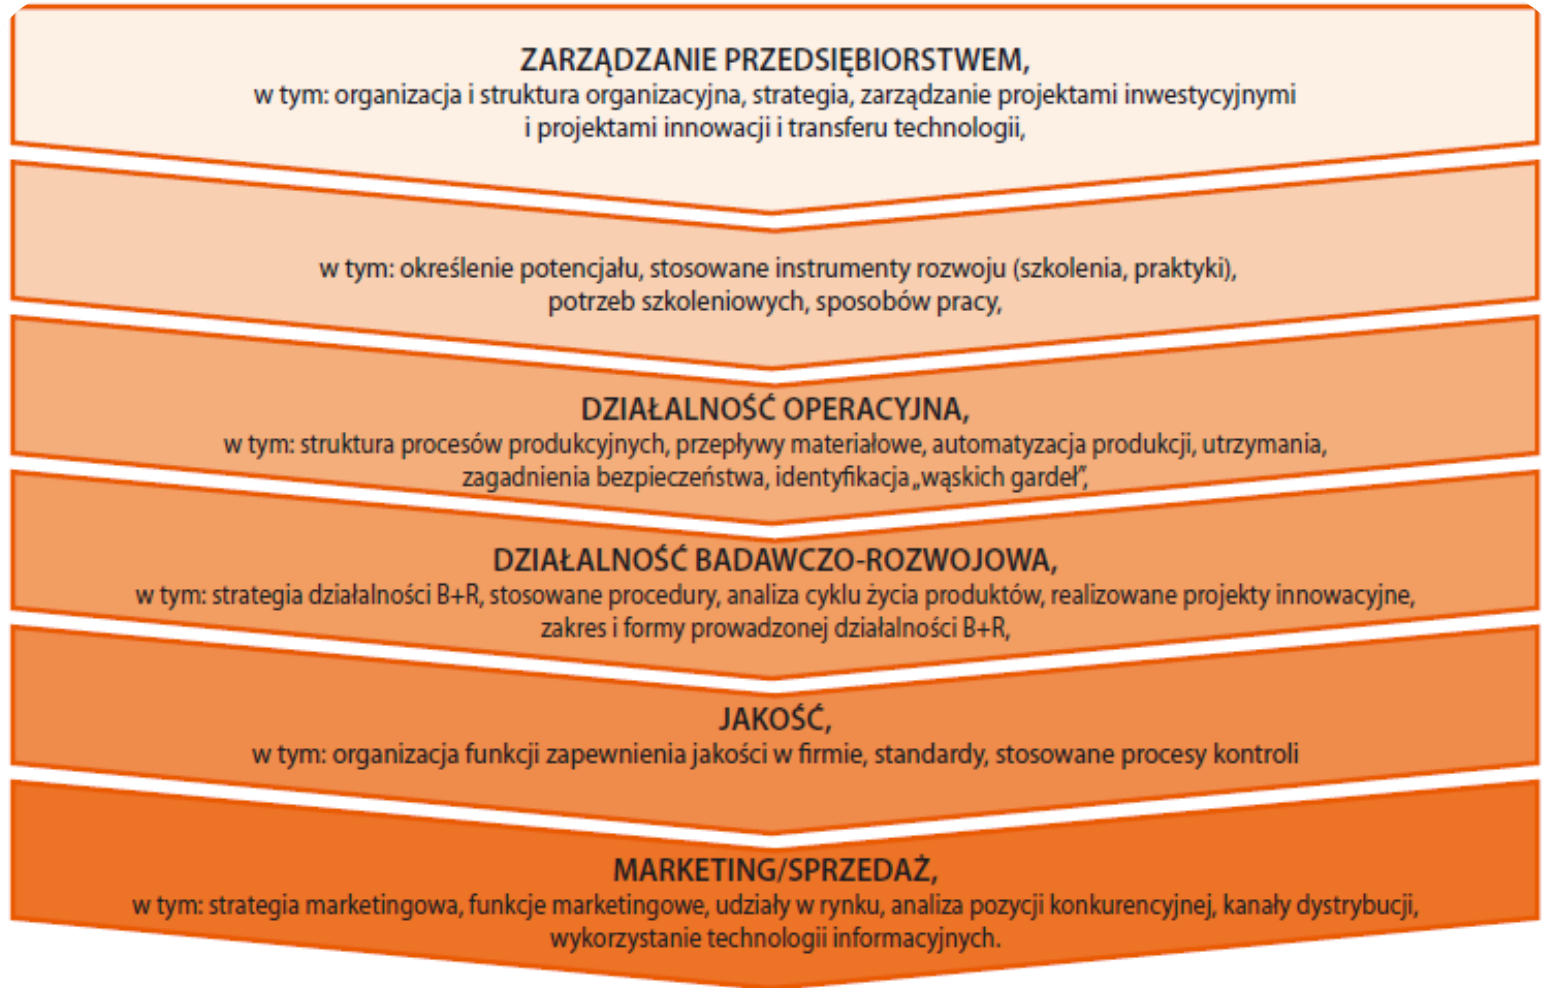 ZARZĄDZANIE PRZEDSIĘBIORSTWEM,
w tym: organizacja i struktura organizacyjna, strategia, zarządzanie projektami inwestycyjnymi
i projektami innowacji i transferu technologii,
w tym: określenie potencjału, stosowane instrumenty rozwoju (szkolenia, praktyki),
potrzeb szkoleniowych, sposobów pracy,
DZIAŁALNOŚĆ OPERACYJNA,
w tym: struktura procesów produkcyjnych, przepływy materiałowe, automatyzacja produkcji, utrzymania,
zagadnienia bezpieczeństwa, identyfikacja „wąskich gardeł”,
DZIAŁALNOŚĆ BADAWCZO-ROZWOJOWA,
w tym: strategia działalności B+R, stosowane procedury, analiza cyklu życia produktów, realizowane projekty innowacyjne,
zakres i formy prowadzonej działalności B+R,
JAKOŚĆ,
w tym: organizacja funkcji zapewnienia jakości w firmie, standardy, stosowane procesy kontroli
MARKETING/SPRZEDAŻ,
w tym: strategia marketingowa, funkcje marketingowe, udziały w rynku, analiza pozycji konkurencyjnej, kanały dystrybucji,
wykorzystanie technologii informacyjnych.